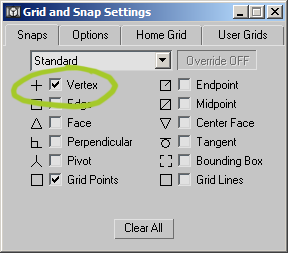 Grid and Snap Settings
Snaps Options Home Grid User Grids
Standard Override OFF
Vertex Endpoint
Edge Midpoint
Face Center Face
Perpendicular Tangent
Pivot Bounding Box
Grid Points Grid Lines
Clear All